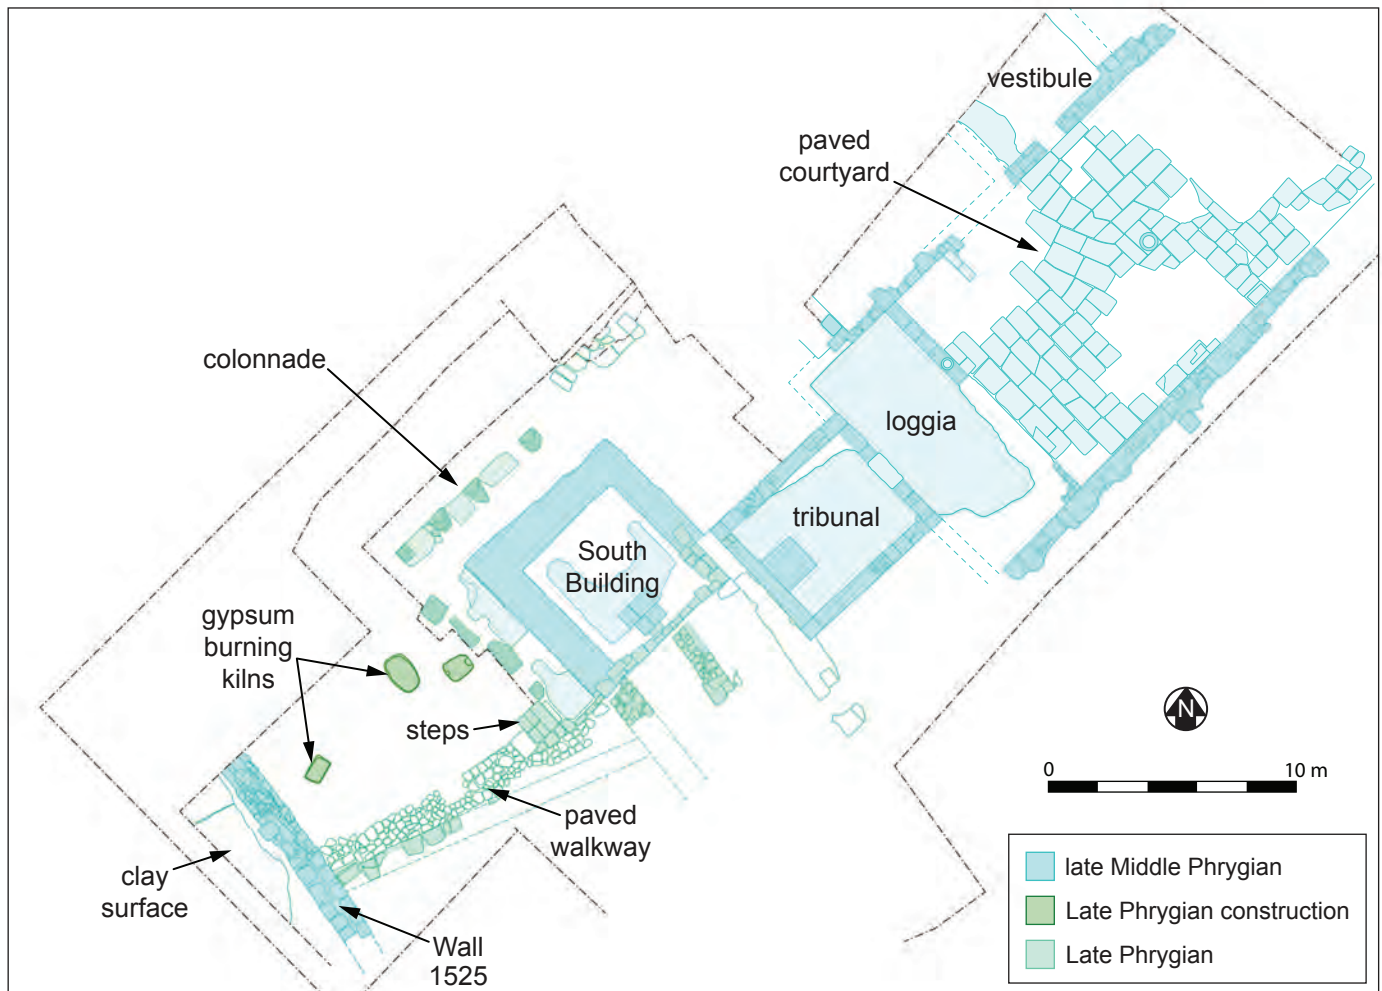 vestibule
paved
courtyard
colonnade
loggia
tribunal
South
Building
gypsum
burning
kilns
steps
N
0 10 m
paved
walkway
clay
surface
Wall
1525
late Middle Phrygian
Late Phrygian construction
Late Phrygian